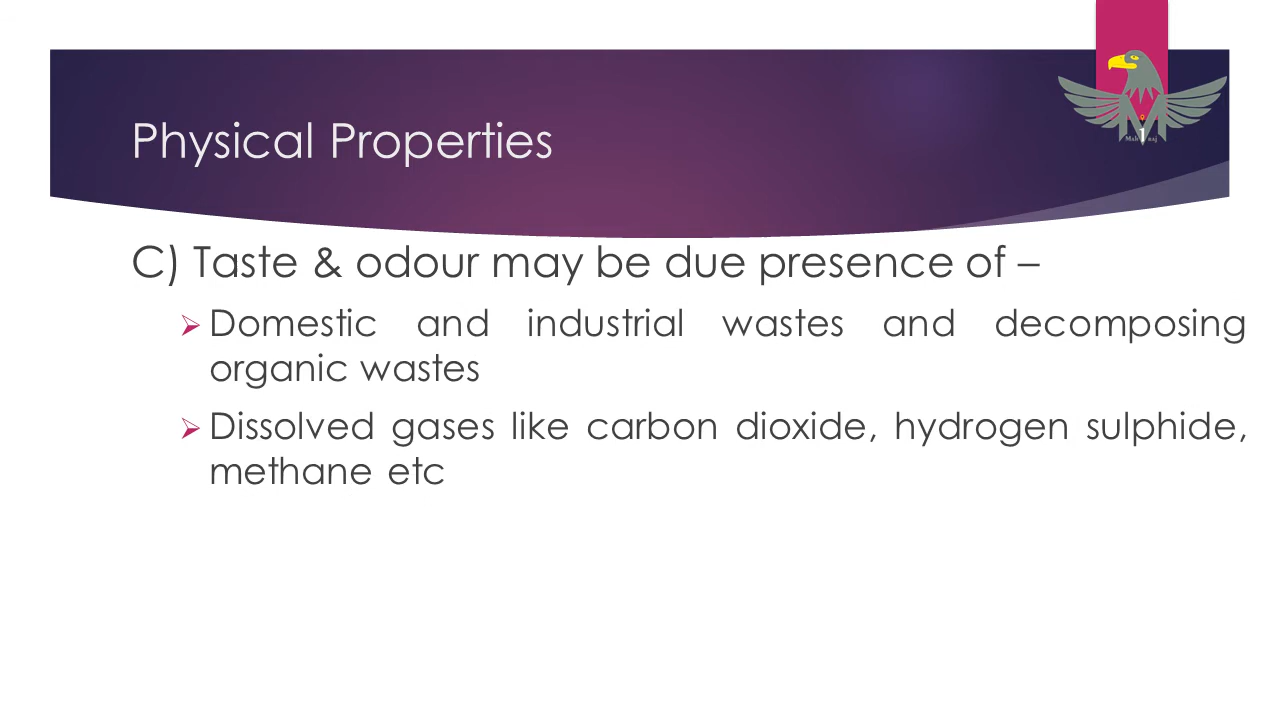 Physical Properties
1
C) Taste & odour may be due presence of –
Domestic and industrial wastes and decomposing
organic wastes
Dissolved gases like carbon dioxide, hydrogen sulphide,
methane etc